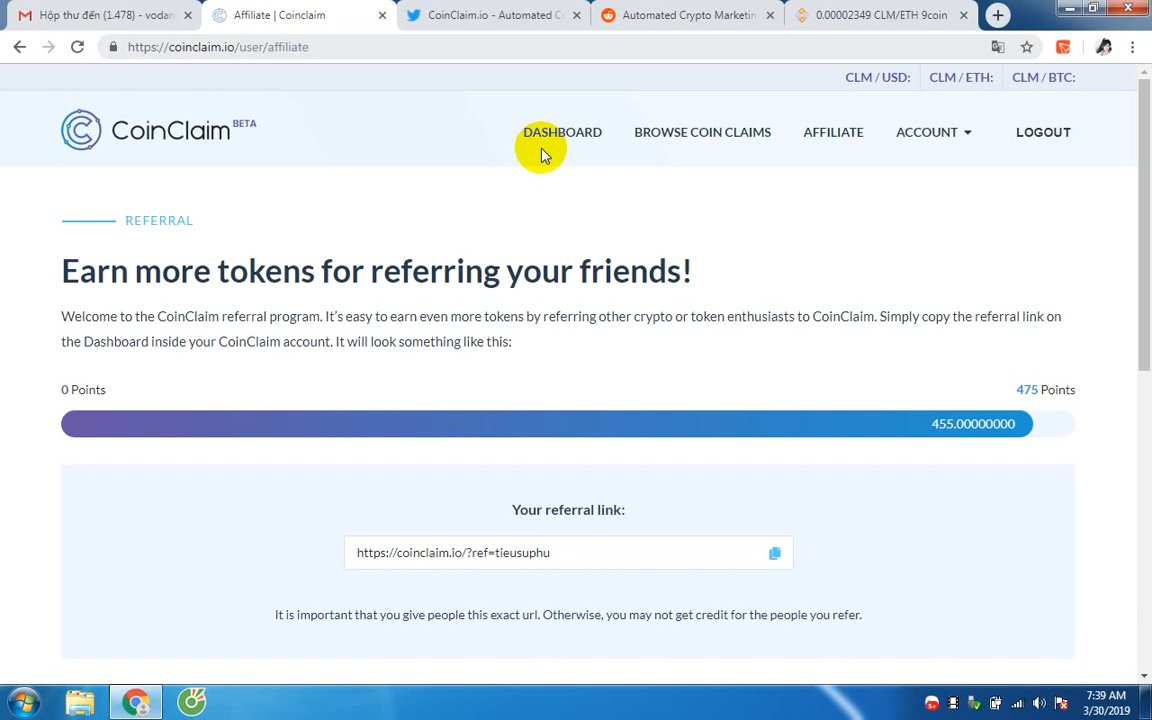 Hộp thư đến (1.478) - vodan
Affiliate | Coinclaim
CoinClaim.io - Automated C
Automated Crypto Marketin
0.00002349 CLM/ETH 9coin
https://coinclaim.io/user/affiliate
CLM / USD: CLM / ETH: CLM / BTC:
CoinClaim BETA
DASHBOARD BROWSE COIN CLAIMS AFFILIATE ACCOUNT LOGOUT
REFERRAL
Earn more tokens for referring your friends!
Welcome to the CoinClaim referral program. It's easy to earn even more tokens by referring other crypto or token enthusiasts to CoinClaim. Simply copy the referral link on
the Dashboard inside your CoinClaim account. It will look something like this:
0 Points 475 Points
455.00000000
Your referral link:
https://coinclaim.io/?ref=tieusuphu
It is important that you give people this exact url. Otherwise, you may not get credit for the people you refer.
7:39 AM
3/30/2019